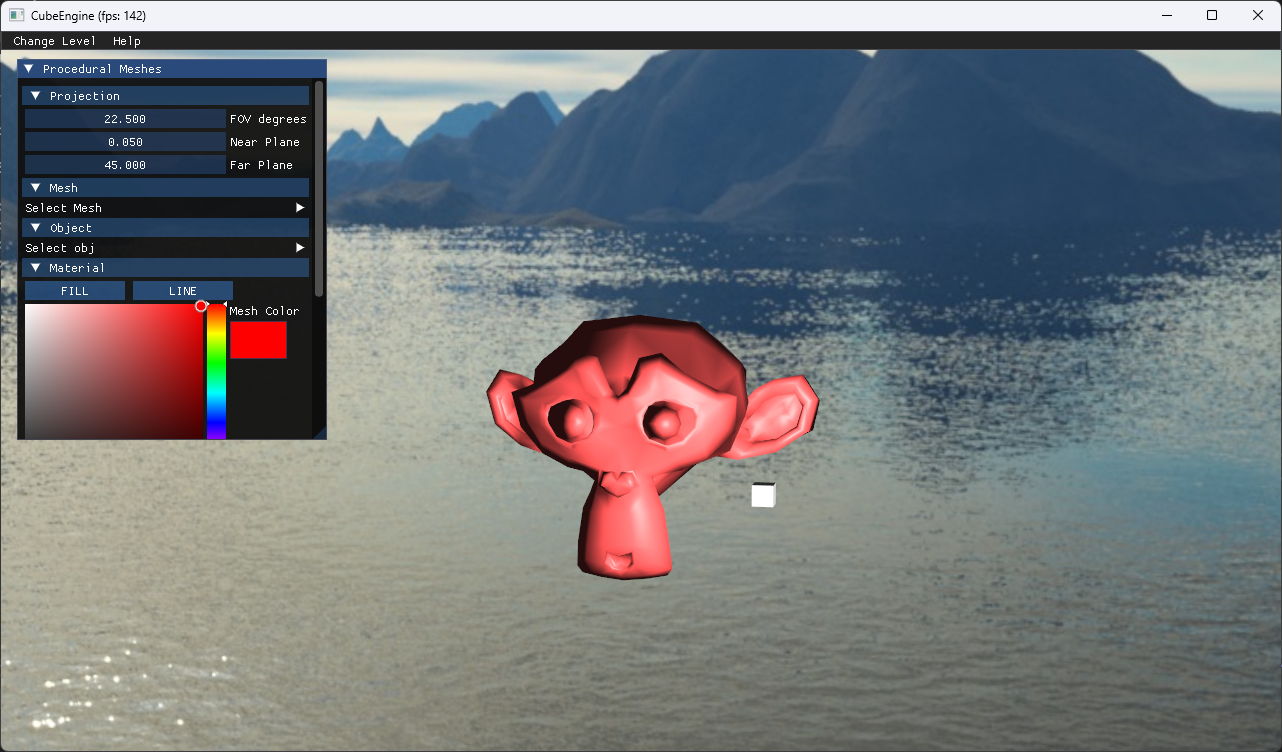 CubeEngine (fps: 142)
Change Level Help
Procedural Meshes
Projection
22.500 FOV degrees
0.050 Near Plane
45.000 Far Plane
Mesh
Select Mesh
Object
Select obj
Material
FILL LINE
Mesh Color